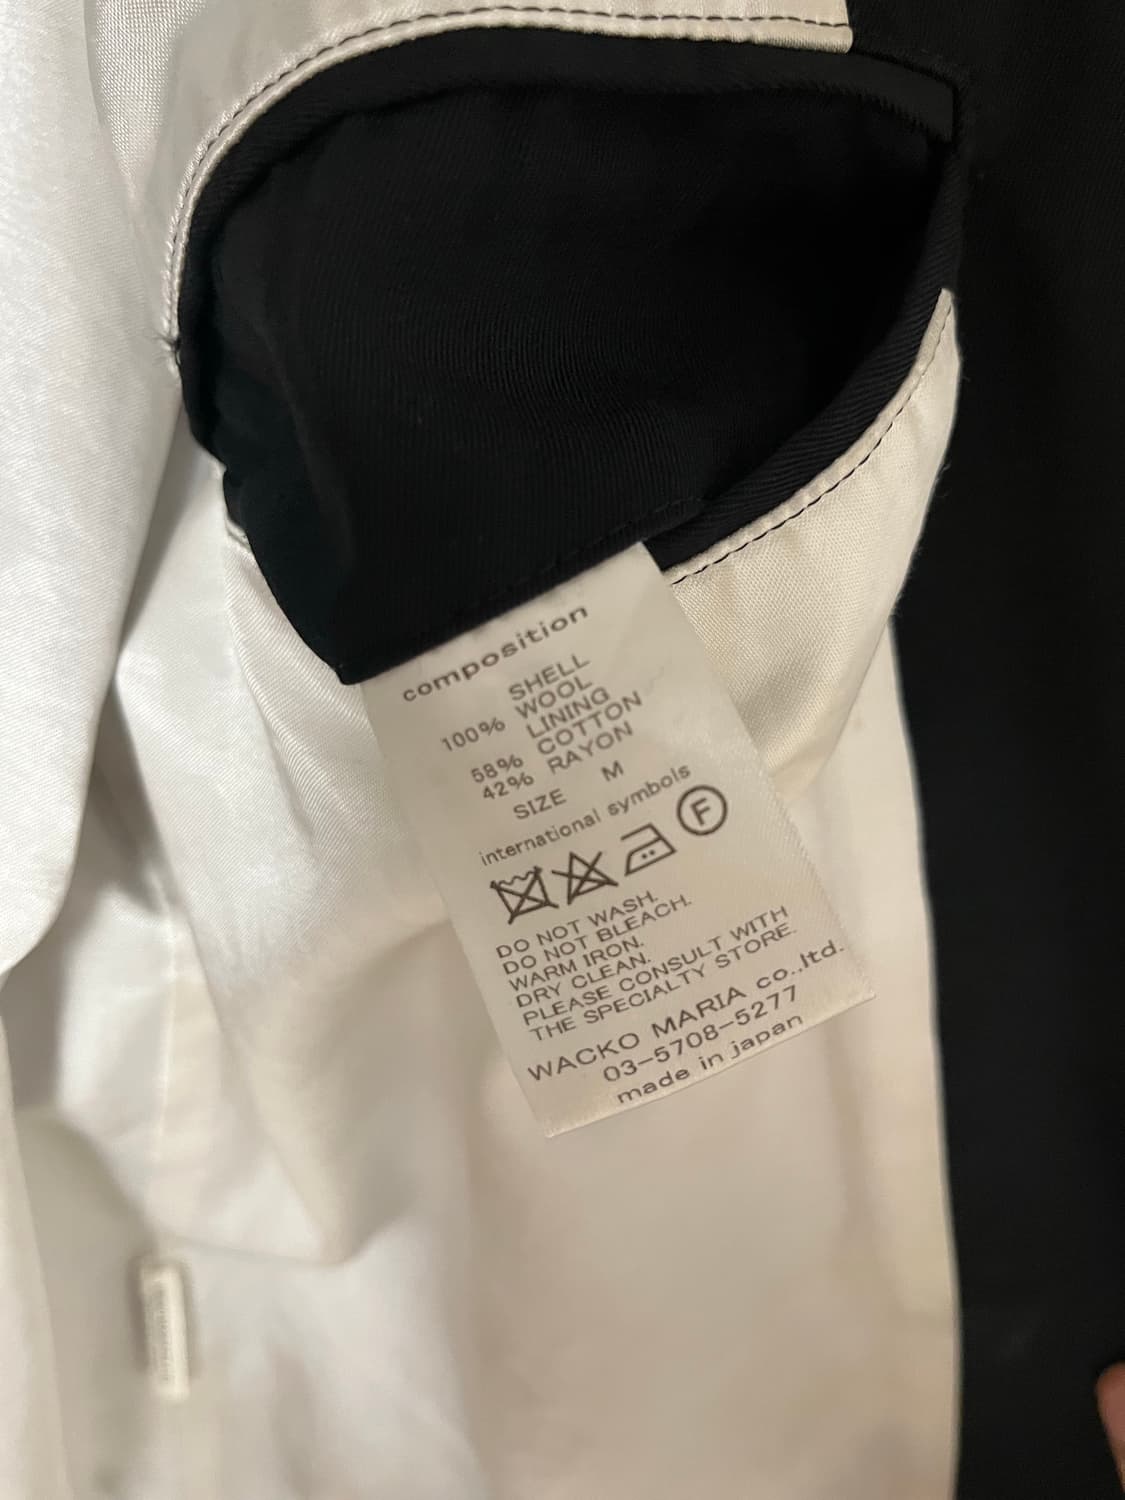 composition
SHELL
100% WOOL
LINING
58% COTTON
42% RAYON
SIZE M
international symbols
F
DO NOT WASH.
DO NOT BLEACH.
WARM IRON.
DRY CLEAN.
PLEASE CONSULT WITH
THE SPECIALTY STORE.
WACKO MARIA co.,ltd.
03-5708-5277
made in japan